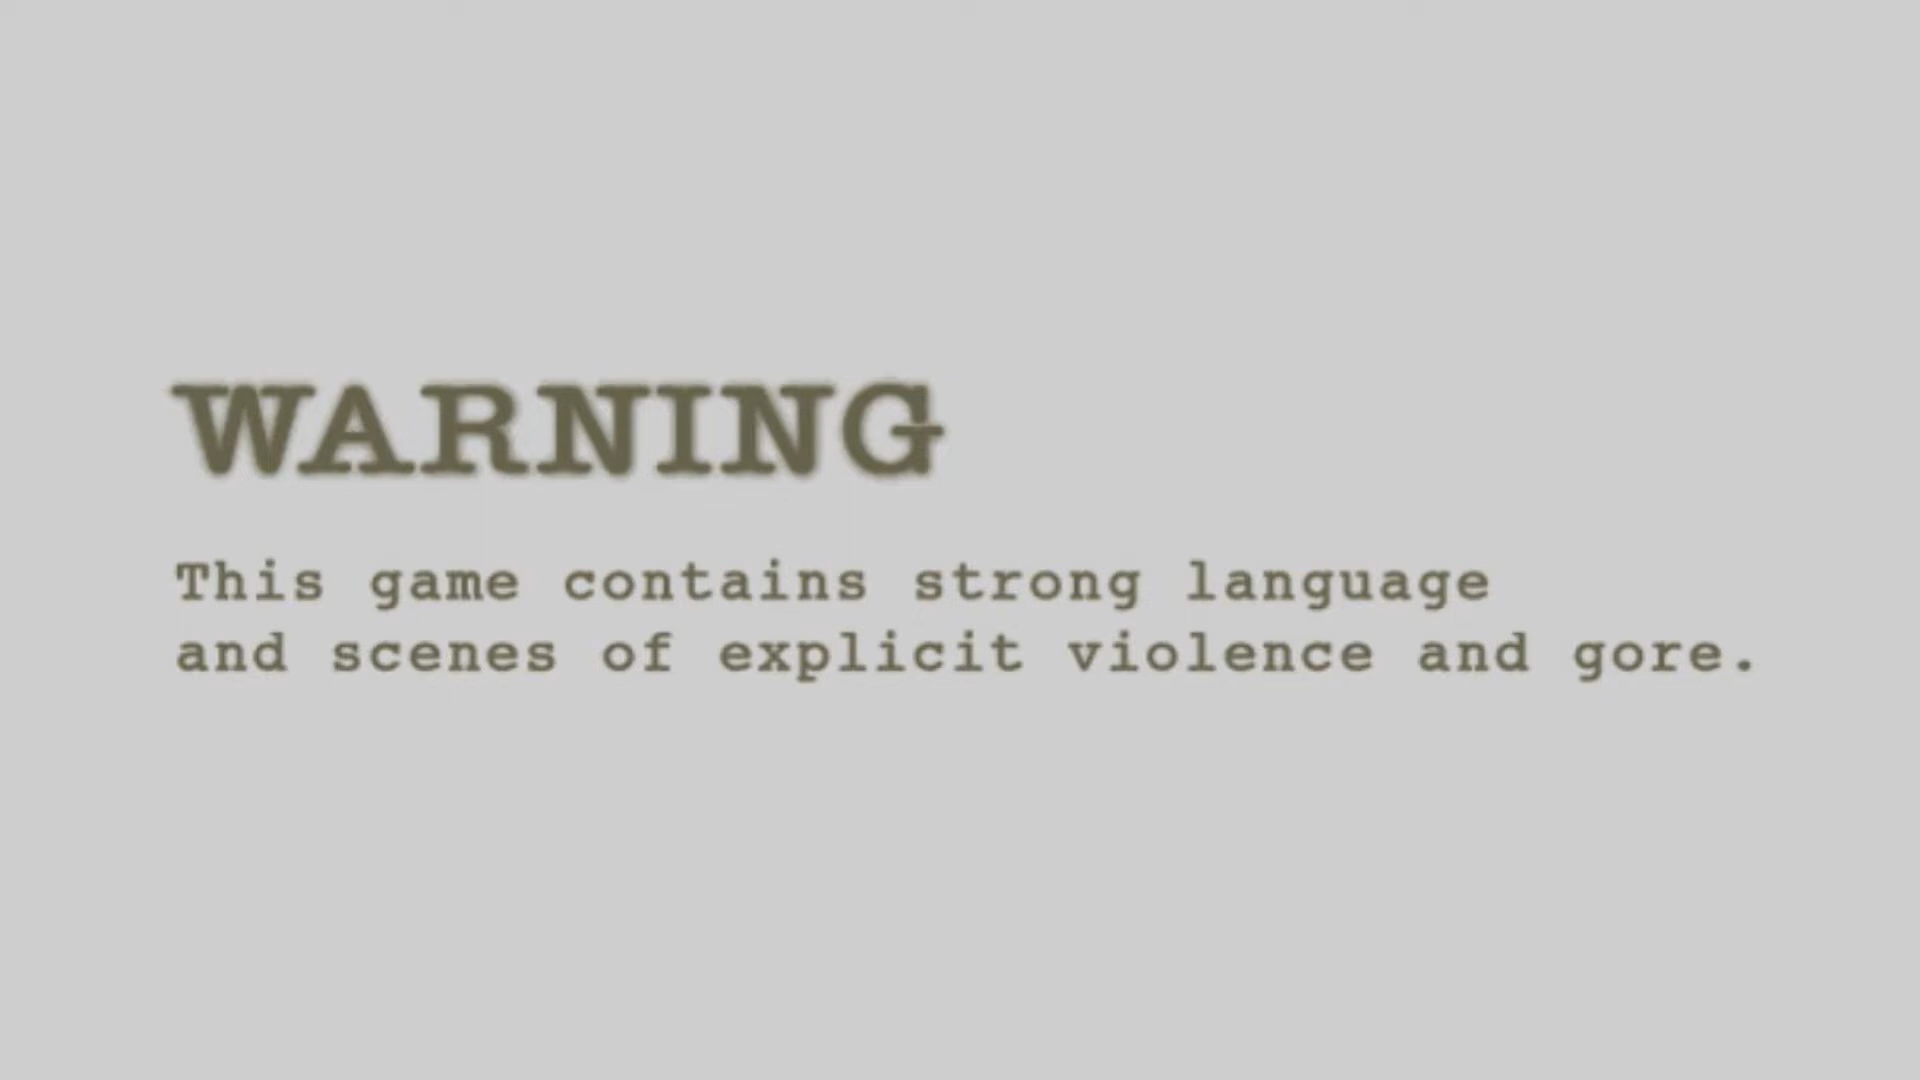 WARNING
This game contains strong language
and scenes of explicit violence and gore.